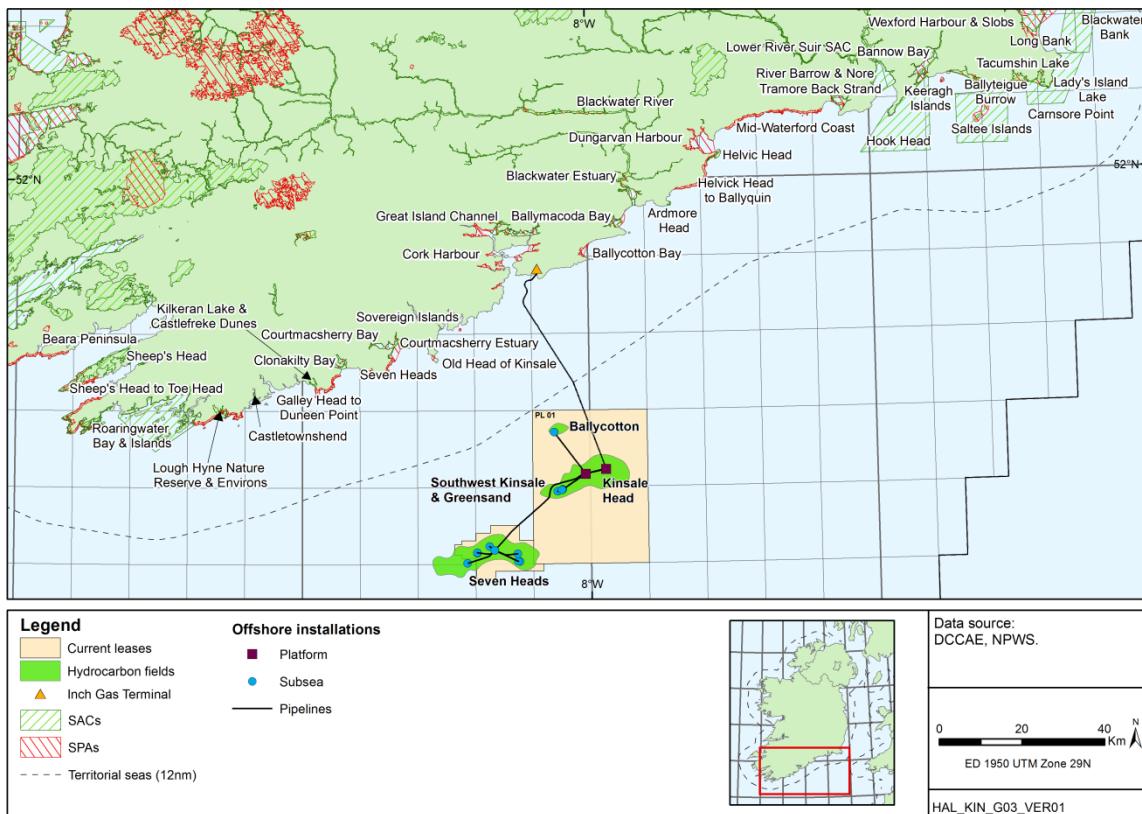 8°W
Wexford Harbour & Slobs
Blackwater
Bank
Long Bank
Lower River Suir SAC
Bannow Bay
Tacumshin Lake
River Barrow & Nore
Tramore Back Strand
Keeragh
Islands
Ballyteigue
Burrow
Lady's Island
Lake
Carnsore Point
Blackwater River
Mid-Waterford Coast
Saltee Islands
Dungarvan Harbour
Hook Head
Helvic Head
52°N
52°N
Blackwater Estuary
Helvick Head
to Ballyquin
Great Island Channel
Ballymacoda Bay
Ardmore
Head
Cork Harbour
Ballycotton Bay
Kilkeran Lake &
Castlefreke Dunes
Sovereign Islands
Beara Peninsula
Courtmacsherry Bay
Courtmacsherry Estuary
Sheep's Head
Clonakilty Bay
Old Head of Kinsale
Seven Heads
Sheep's Head to Toe Head
Galley Head to
Duneen Point
Roaringwater
Bay & Islands
Castletownshend
Lough Hyne Nature
Reserve & Environs
PL 01
Ballycotton
Southwest Kinsale
& Greensand
Kinsale
Head
Seven Heads
8°W
Legend
Current leases
Hydrocarbon fields
Inch Gas Terminal
SACs
SPAs
Territorial seas (12nm)
Offshore installations
Platform
Subsea
Pipelines
Data source:
DCCAE, NPWS.
0 20 40
Km
N
ED 1950 UTM Zone 29N
HAL_KIN_G03_VER01